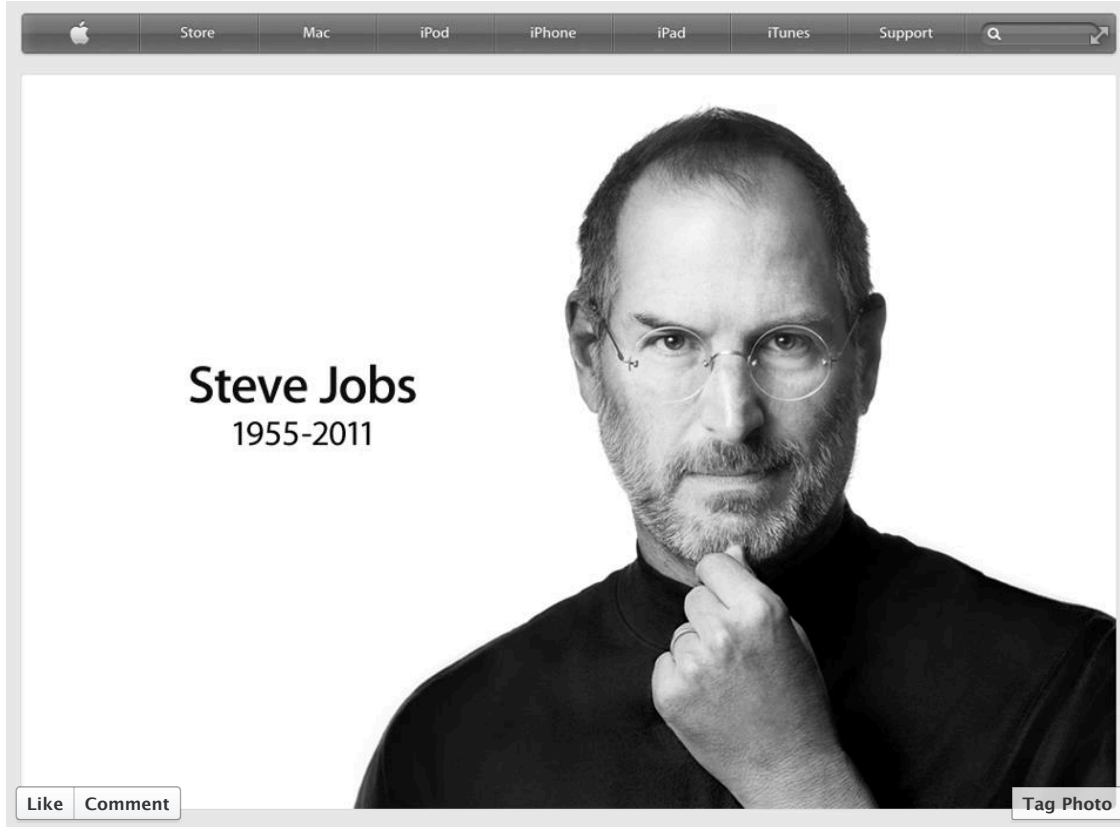 Store Mac iPod iPhone iPad iTunes Support
Steve Jobs
1955-2011
Like Comment Tag Photo